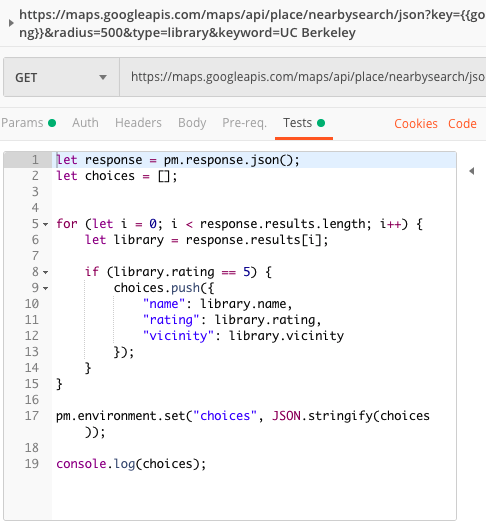 https://maps.googleapis.com/maps/api/place/nearbysearch/json?key={{go
ng}}&radius=500&type=library&keyword=UC Berkeley
GET https://maps.googleapis.com/maps/api/place/nearbysearch/jso
Params Auth Headers Body Pre-req. Tests Cookies Code
1 let response = pm.response.json();
2 let choices = [];
3
4
5 for (let i = 0; i < response.results.length; i++) {
6 let library = response.results[i];
7
8 if (library.rating == 5) {
9 choices.push({
10 "name": library.name,
11 "rating": library.rating,
12 "vicinity": library.vicinity
13 });
14 }
15 }
16
17 pm.environment.set("choices", JSON.stringify(choices
));
18
19 console.log(choices);